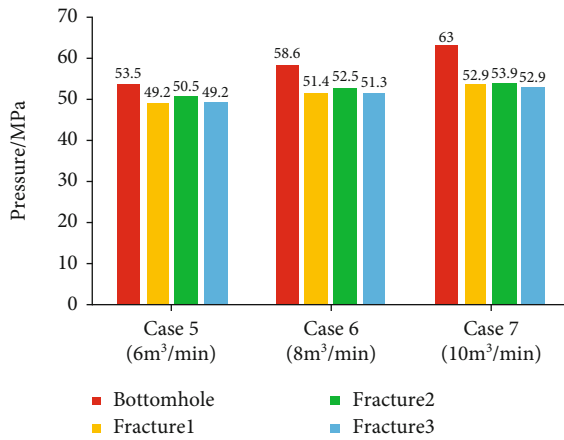 Pressure/MPa
70
60
50
40
30
20
10
0
53.5
49.2
50.5
49.2
58.6
51.4
52.5
51.3
63
52.9
53.9
52.9
Case 5
(6m³/min)
Case 6
(8m³/min)
Case 7
(10m³/min)
Bottomhole
Fracture1
Fracture2
Fracture3